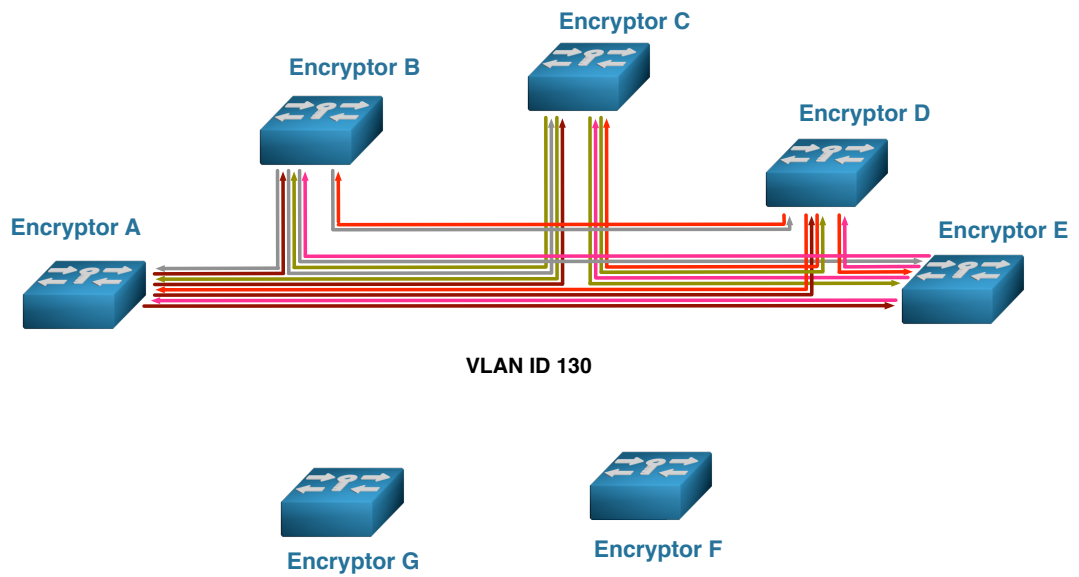 Encryptor C
Encryptor B
Encryptor D
Encryptor A
Encryptor E
VLAN ID 130
Encryptor F
Encryptor G